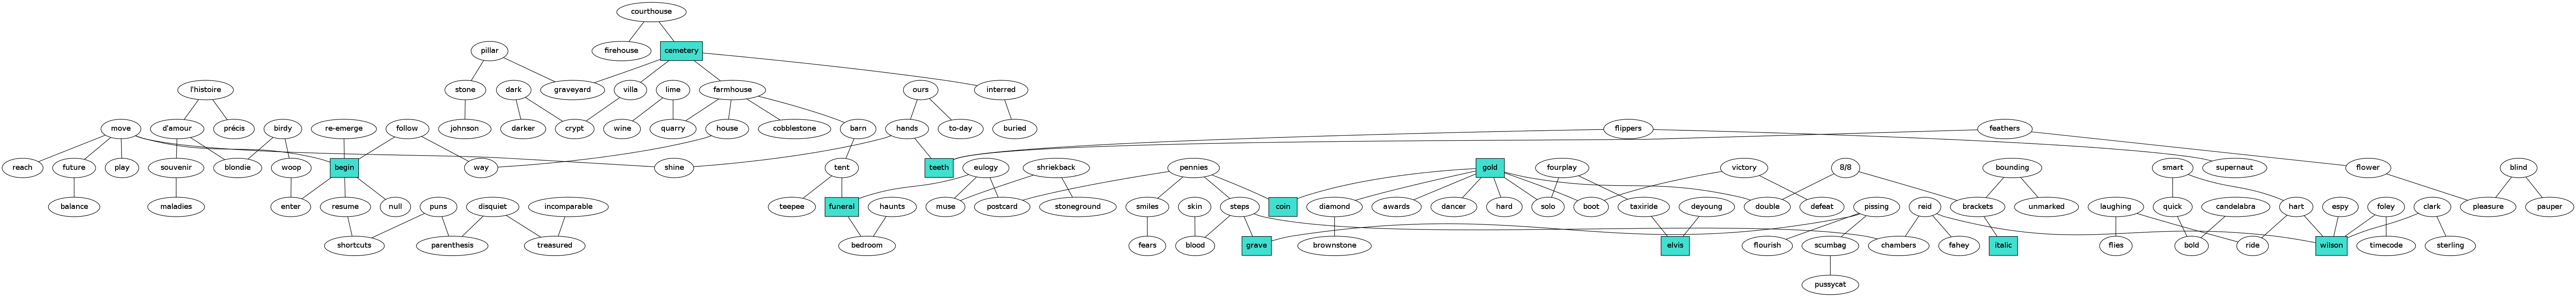 courthouse
pillar firehouse cemetery
l'histoire stone dark graveyard villa lime farmhouse ours interred
move d'amour précis birdy re-emerge follow johnson darker crypt wine quarry house cobblestone barn hands to-day buried flippers feathers
reach future play souvenir blondie woop begin way shine tent teeth eulogy shriekback pennies gold fourplay victory 8/8 bounding smart supernaut flower blind
balance maladies enter resume null puns disquiet incomparable teepee funeral haunts muse postcard stoneground smiles skin steps coin diamond awards dancer hard solo boot taxiride deyoung double defeat pissing reid brackets unmarked laughing quick candelabra hart espy foley clark pleasure pauper
shortcuts parenthesis treasured bedroom fears blood grave brownstone elvis flourish scumbag chambers fahey italic flies bold ride wilson timecode sterling
pussycat